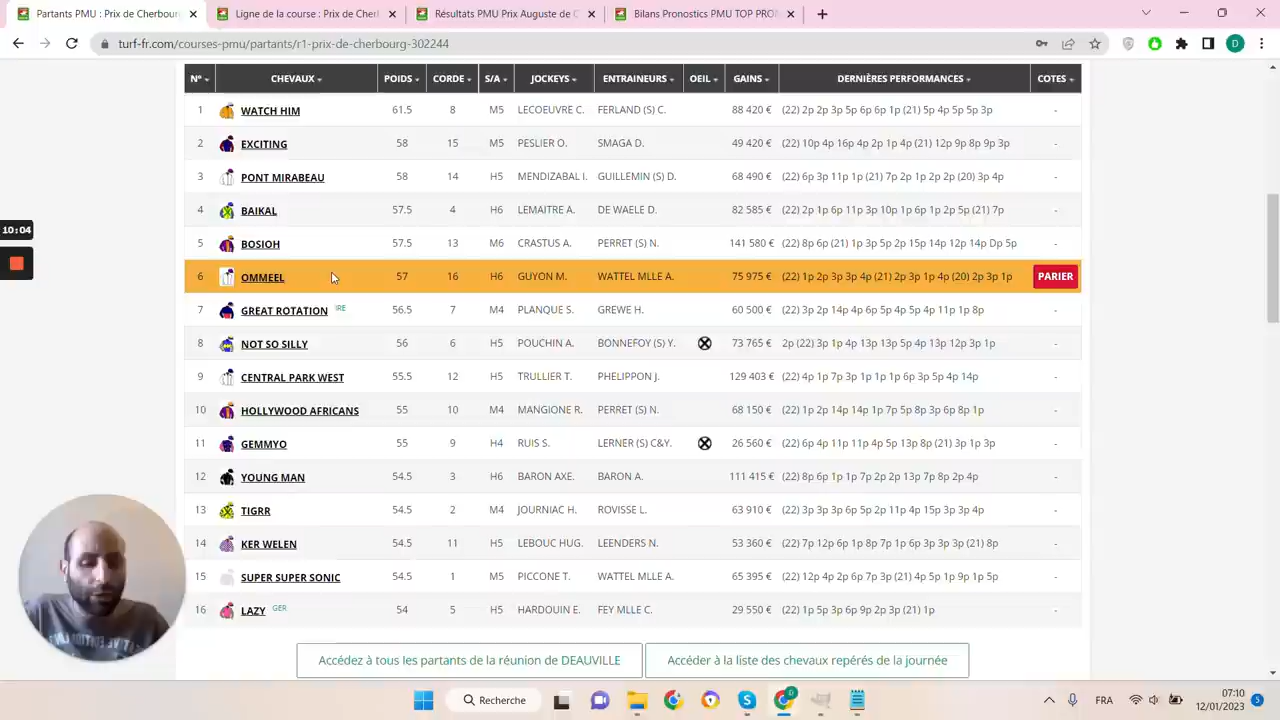 Partants PMU : Prix de Cherbourg
Ligne de la course : Prix de Cher
Résultats PMU Prix Auguste de C
Bilans Pronostics PMU TOP PRON
turf-fr.com/courses-pmu/partants/r1-prix-de-cherbourg-302244
N° CHEVAUX POIDS CORDE S/A JOCKEYS ENTRAINEURS OEIL GAINS DERNIÈRES PERFORMANCES COTES
1 WATCH HIM 61.5 8 M5 LECOEUVRE C. FERLAND (S) C. 88 420 € (22) 2p 2p 3p 5p 6p 6p 1p (21) 5p 4p 5p 5p 3p -
2 EXCITING 58 15 M5 PESLIER O. SMAGA D. 49 420 € (22) 10p 4p 16p 4p 2p 1p 4p (21) 12p 9p 8p 9p 3p -
3 PONT MIRABEAU 58 14 H5 MENDIZABAL I. GUILLEMIN (S) D. 68 490 € (22) 6p 3p 11p 1p (21) 7p 2p 1p 2p 2p (20) 3p 4p -
4 BAIKAL 57.5 4 H6 LEMAITRE A. DE WAELE D. 82 585 € (22) 2p 1p 6p 11p 3p 10p 1p 6p 1p 2p 5p (21) 7p -
5 BOSIOH 57.5 13 M6 CRASTUS A. PERRET (S) N. 141 580 € (22) 8p 6p (21) 1p 3p 5p 2p 15p 14p 12p 14p Dp 5p -
6 OMMEEL 57 16 H6 GUYON M. WATTEL MLLE A. 75 975 € (22) 1p 2p 3p 3p 4p (21) 2p 3p 1p 4p (20) 2p 3p 1p PARIER
7 GREAT ROTATION IRE 56.5 7 M4 PLANQUE S. GREWE H. 60 500 € (22) 3p 2p 14p 4p 6p 5p 4p 5p 4p 11p 1p 8p -
8 NOT SO SILLY 56 6 H5 POUCHIN A. BONNEFOY (S) Y. 73 765 € 2p (22) 3p 1p 4p 13p 13p 5p 4p 13p 12p 3p 1p -
9 CENTRAL PARK WEST 55.5 12 H5 TRULLIER T. PHELIPPON J. 129 403 € (22) 4p 1p 7p 3p 1p 1p 1p 6p 3p 5p 4p 14p -
10 HOLLYWOOD AFRICANS 55 10 M4 MANGIONE R. PERRET (S) N. 68 150 € (22) 1p 2p 14p 14p 1p 7p 5p 8p 3p 6p 8p 1p -
11 GEMMYO 55 9 H4 RUIS S. LERNER (S) C&Y. 26 560 € (22) 6p 4p 11p 11p 4p 5p 13p 8p (21) 3p 1p 3p -
12 YOUNG MAN 54.5 3 H6 BARON AXE. BARON A. 111 415 € (22) 8p 6p 1p 1p 7p 2p 2p 13p 7p 8p 2p 4p -
13 TIGRR 54.5 2 M4 JOURNIAC H. ROVISSE L. 63 910 € (22) 3p 3p 3p 6p 5p 2p 11p 4p 15p 3p 3p 4p -
14 KER WELEN 54.5 11 H5 LEBOUC HUG. LEENDERS N. 53 360 € (22) 7p 12p 6p 1p 8p 7p 1p 6p 3p 3p 3p (21) 8p -
15 SUPER SUPER SONIC 54.5 1 M5 PICCONE T. WATTEL MLLE A. 65 395 € (22) 12p 4p 2p 6p 7p 3p (21) 4p 5p 1p 9p 1p 5p -
16 LAZY GER 54 5 H5 HARDOUIN E. FEY MLLE C. 29 550 € (22) 1p 5p 3p 6p 9p 2p 3p (21) 1p -
10:04
Accédez à tous les partants de la réunion de DEAUVILLE
Accéder à la liste des chevaux repérés de la journée
Recherche
FRA
07:10
12/01/2023
5